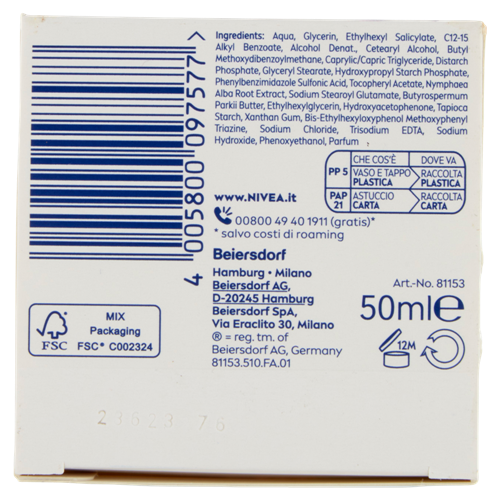 Ingredients: Aqua, Glycerin, Ethylhexyl Salicylate, C12-15
Alkyl Benzoate, Alcohol Denat., Cetearyl Alcohol, Butyl
Methoxydibenzoylmethane, Caprylic/Capric Triglyceride, Distarch
Phosphate, Glyceryl Stearate, Hydroxypropyl Starch Phosphate,
Phenylbenzimidazole Sulfonic Acid, Tocopheryl Acetate, Nymphaea
Alba Root Extract, Sodium Stearoyl Glutamate, Butyrospermum
Parkii Butter, Ethylhexylglycerin, Hydroxyacetophenone, Tapioca
Starch, Xanthan Gum, Bis-Ethylhexyloxyphenol Methoxyphenyl
Triazine, Sodium Chloride, Trisodium EDTA, Sodium
Hydroxide, Phenoxyethanol, Parfum
CHE COS'È DOVE VA
PP 5 VASO E TAPPO PLASTICA RACCOLTA PLASTICA
PAP 21 ASTUCCIO CARTA RACCOLTA CARTA
www.NIVEA.it
00800 49 40 1911 (gratis)*
* salvo costi di roaming
4 005800 097577
Beiersdorf
Hamburg • Milano
Beiersdorf AG,
D-20245 Hamburg
Beiersdorf SpA,
Via Eraclito 30, Milano
® = reg. tm. of
Beiersdorf AG, Germany
81153.510.FA.01
Art.-No. 81153
50ml℮
12M
FSC
MIX
Packaging
FSC® C002324